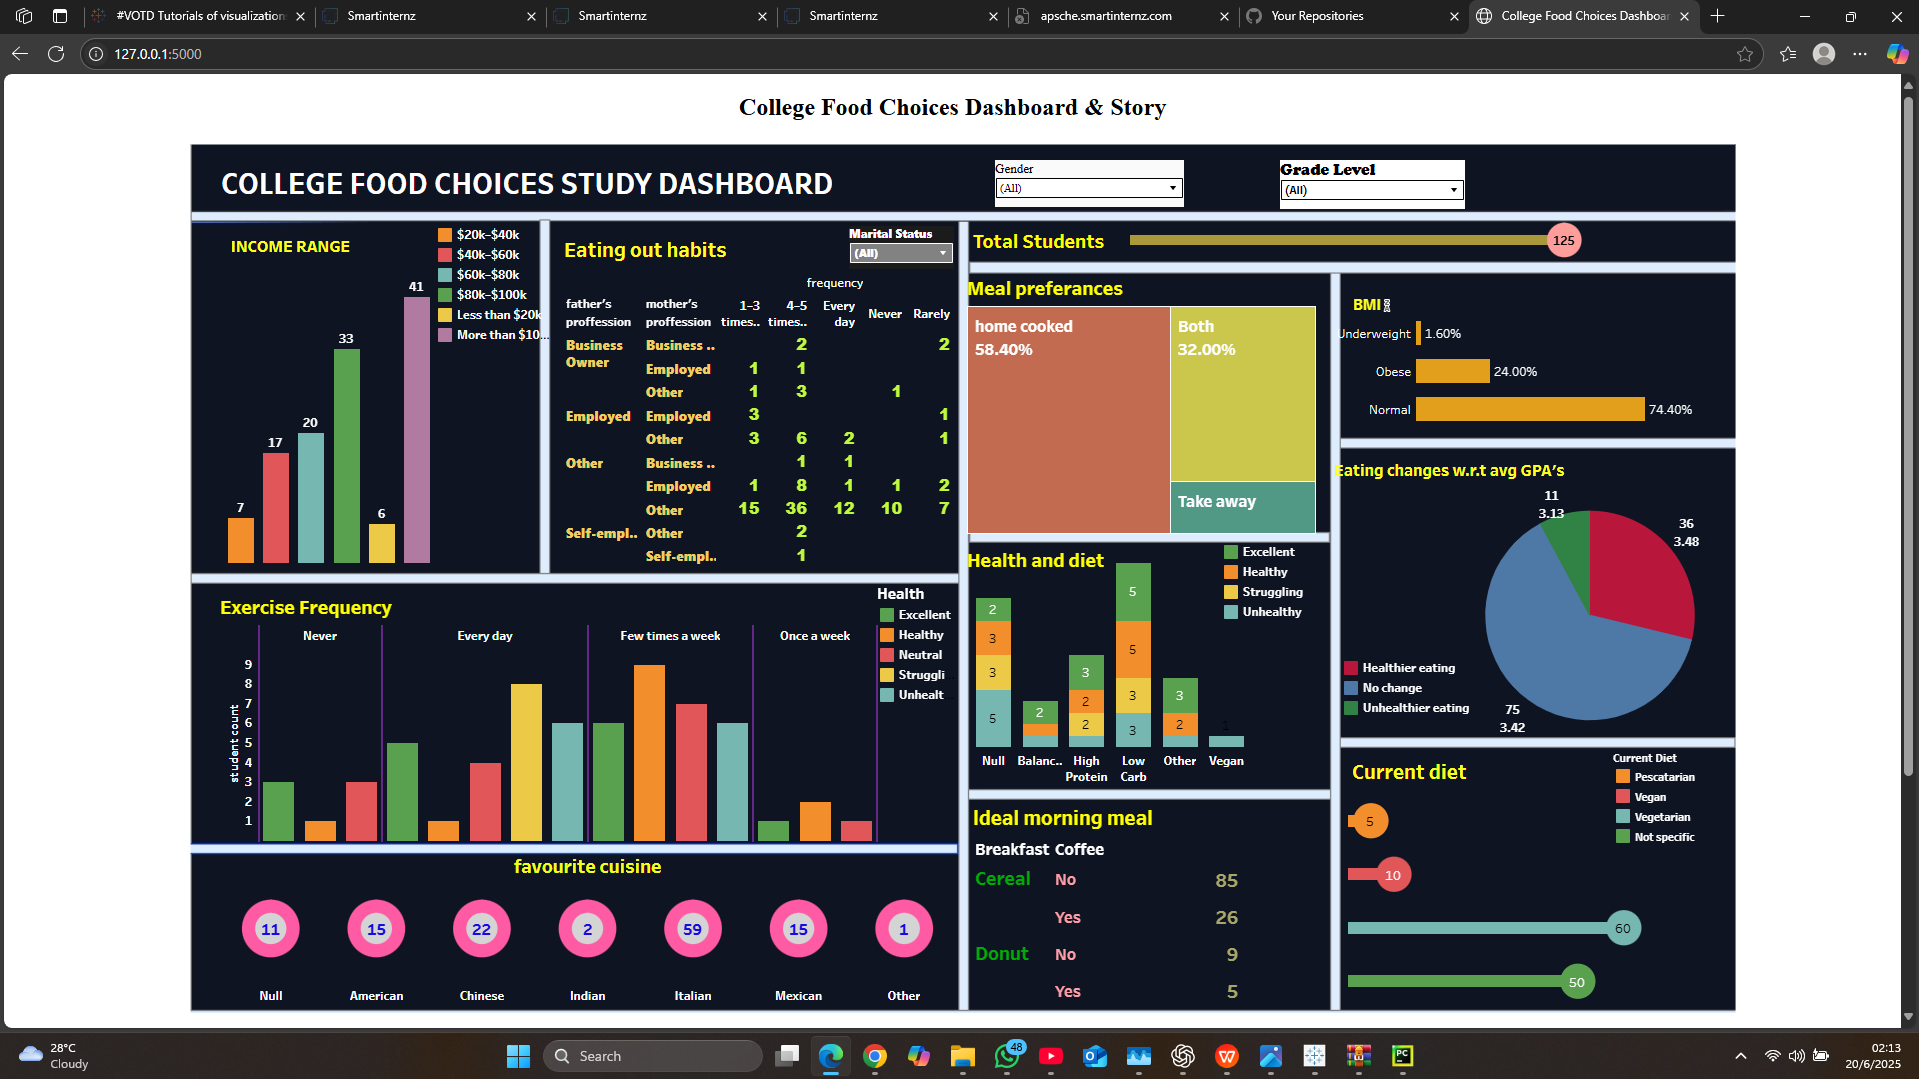 #VOTD Tutorials of visualization
Smartinternz
Smartinternz
Smartinternz
apsche.smartinternz.com
Your Repositories
College Food Choices Dashboar
127.0.0.1:5000
College Food Choices Dashboard & Story
COLLEGE FOOD CHOICES STUDY DASHBOARD
Gender
(All)
Grade Level
(All)
INCOME RANGE
$20k–$40k
$40k–$60k
$60k–$80k
$80k–$100k
Less than $20k
More than $10...
7
17
20
33
6
41
Eating out habits
Marital Status
(All)
frequency
father's proffession
mother's proffession
1–3 times..
4–5 times..
Every day
Never
Rarely
Business Owner
Business .. 2 2
Employed 1 1
Other 1 3 1
Employed Employed 3 1
Other 3 6 2 1
Other Business .. 1 1
Employed 1 8 1 1 2
Other 15 36 12 10 7
Self-empl.. Other 2
Self-empl.. 1
Total Students
125
Meal preferances
home cooked
58.40%
Both
32.00%
Take away
BMI
Underweight 1.60%
Obese 24.00%
Normal 74.40%
Eating changes w.r.t avg GPA's
11
3.13
36
3.48
75
3.42
Healthier eating
No change
Unhealthier eating
Exercise Frequency
Health
Excellent
Healthy
Neutral
Struggli
Unhealt
Never
Every day
Few times a week
Once a week
student count
9
8
7
6
5
4
3
2
1
Health and diet
Excellent
Healthy
Struggling
Unhealthy
2
3
3
5
2
3
2
2
5
5
3
3
3
2
1
Null
Balanc..
High Protein
Low Carb
Other
Vegan
Current diet
Current Diet
Pescatarian
Vegan
Vegetarian
Not specific
5
10
60
50
favourite cuisine
11
15
22
2
59
15
1
Null
American
Chinese
Indian
Italian
Mexican
Other
Ideal morning meal
Breakfast Coffee
Cereal No 85
Yes 26
Donut No 9
Yes 5
28°C
Cloudy
Search
48
PC
02:13
20/6/2025